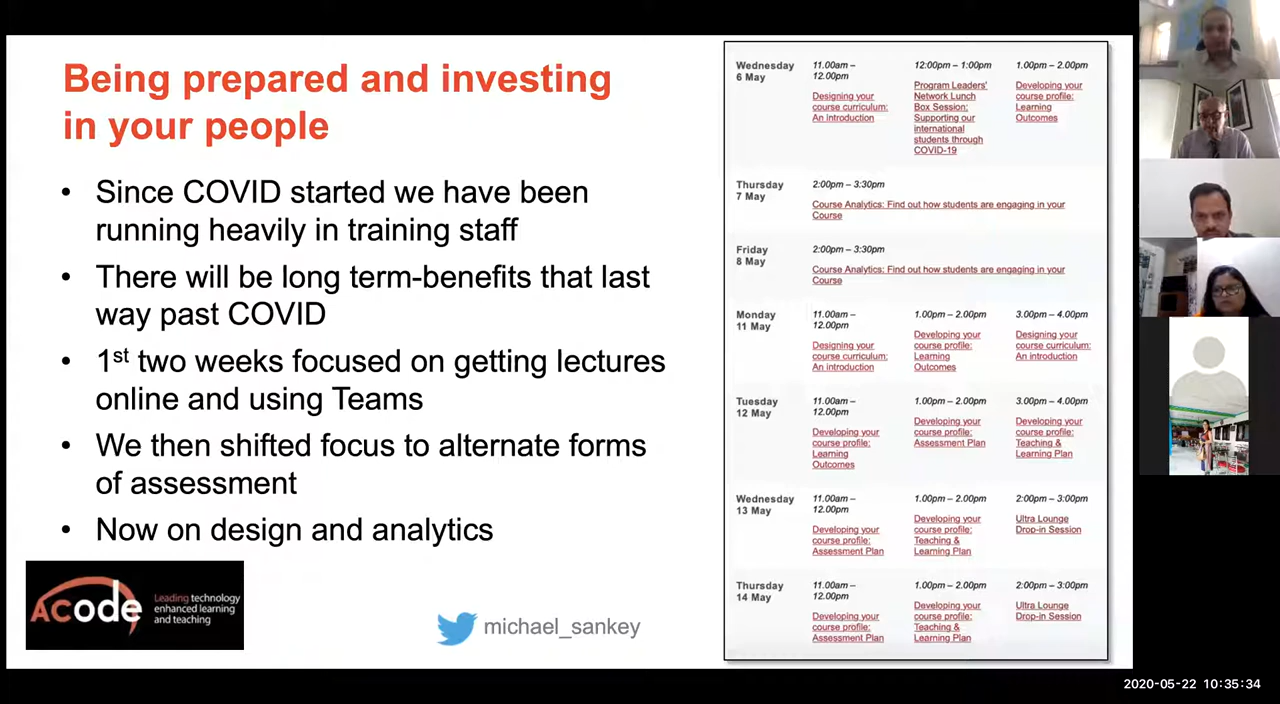 Being prepared and investing
in your people
• Since COVID started we have been
running heavily in training staff
• There will be long term-benefits that last
way past COVID
• 1st two weeks focused on getting lectures
online and using Teams
• We then shifted focus to alternate forms
of assessment
• Now on design and analytics
Acode
Leading technology
enhanced learning
and teaching
michael_sankey
Wednesday
6 May
11.00am –
12.00pm
Designing your
course curriculum:
An introduction
12:00pm – 1:00pm
Program Leaders'
Network Lunch
Box Session:
Supporting our
international
students through
COVID-19
1.00pm – 2.00pm
Developing your
course profile:
Learning
Outcomes
Thursday
7 May
2:00pm – 3:30pm
Course Analytics: Find out how students are engaging in your
Course
Friday
8 May
2:00pm – 3:30pm
Course Analytics: Find out how students are engaging in your
Course
Monday
11 May
11.00am –
12.00pm
Designing your
course curriculum:
An introduction
1.00pm – 2.00pm
Developing your
course profile:
Learning
Outcomes
3.00pm – 4.00pm
Designing your
course curriculum:
An introduction
Tuesday
12 May
11.00am –
12.00pm
Developing your
course profile:
Learning
Outcomes
1.00pm – 2.00pm
Developing your
course profile:
Assessment Plan
3.00pm – 4.00pm
Developing your
course profile:
Teaching &
Learning Plan
Wednesday
13 May
11.00am –
12.00pm
Developing your
course profile:
Assessment Plan
1.00pm – 2.00pm
Developing your
course profile:
Teaching &
Learning Plan
2:00pm – 3:00pm
Ultra Lounge
Drop-in Session
Thursday
14 May
11.00am –
12.00pm
Developing your
course profile:
Assessment Plan
1.00pm – 2.00pm
Developing your
course profile:
Teaching &
Learning Plan
2:00pm – 3:00pm
Ultra Lounge
Drop-in Session
2020-05-22 10:35:34